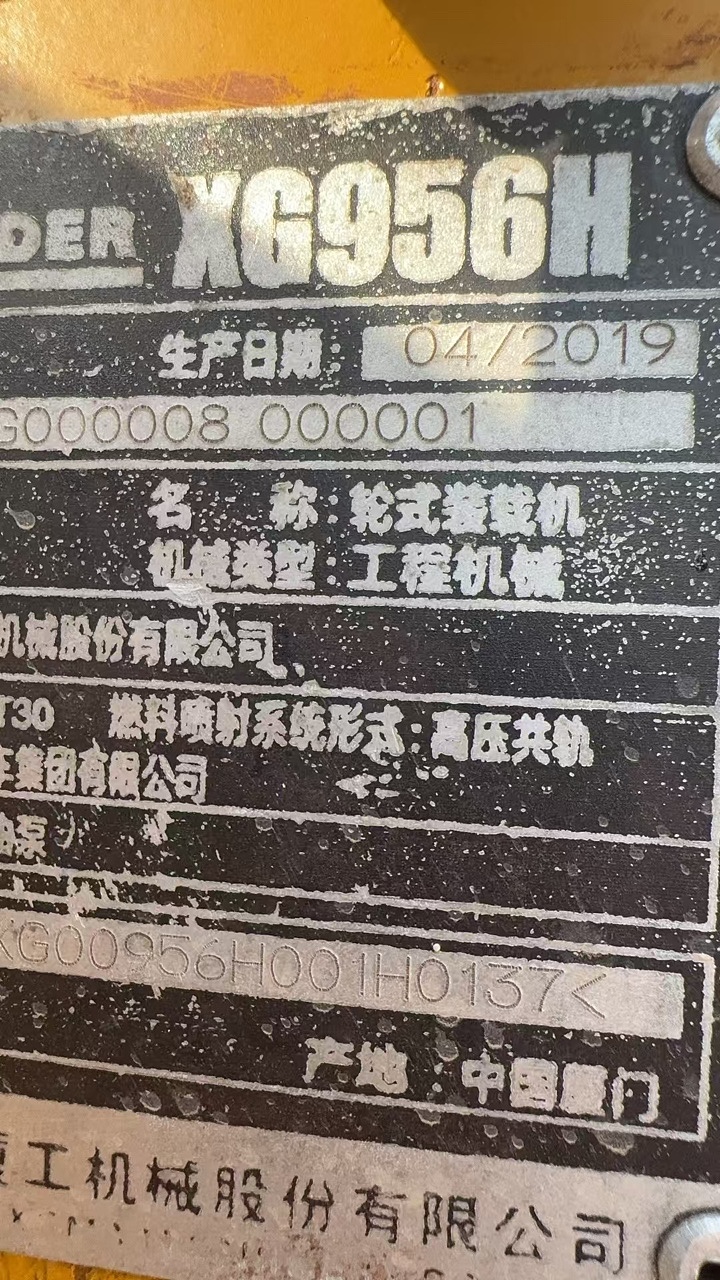 DER XG956H
生产日期: 04/2019
G000008 000001
名 称:轮式装载机
机械类型:工程机械
机械股份有限公司
T30 燃料喷射系统形式:高压共轨
车集团有限公司
油泵
XG00956H001H0137<
产地:中国厦门
厦工机械股份有限公司